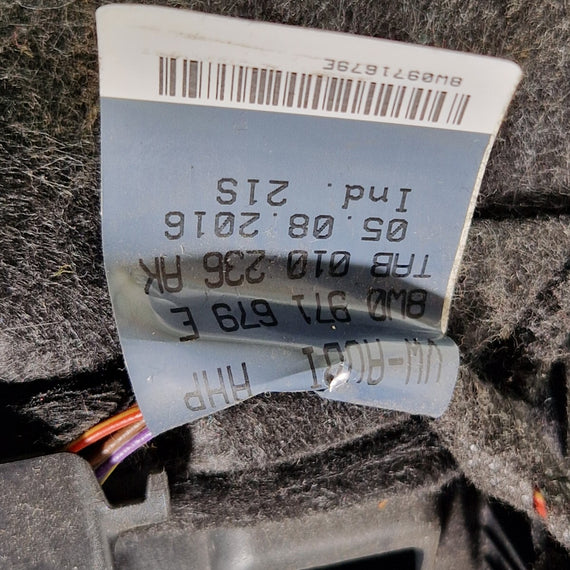 VW-AUDI AHP
8W0 971 679 E
TAB 010 236 AK
05.08.2016
Ind. 21S
8W0971679E